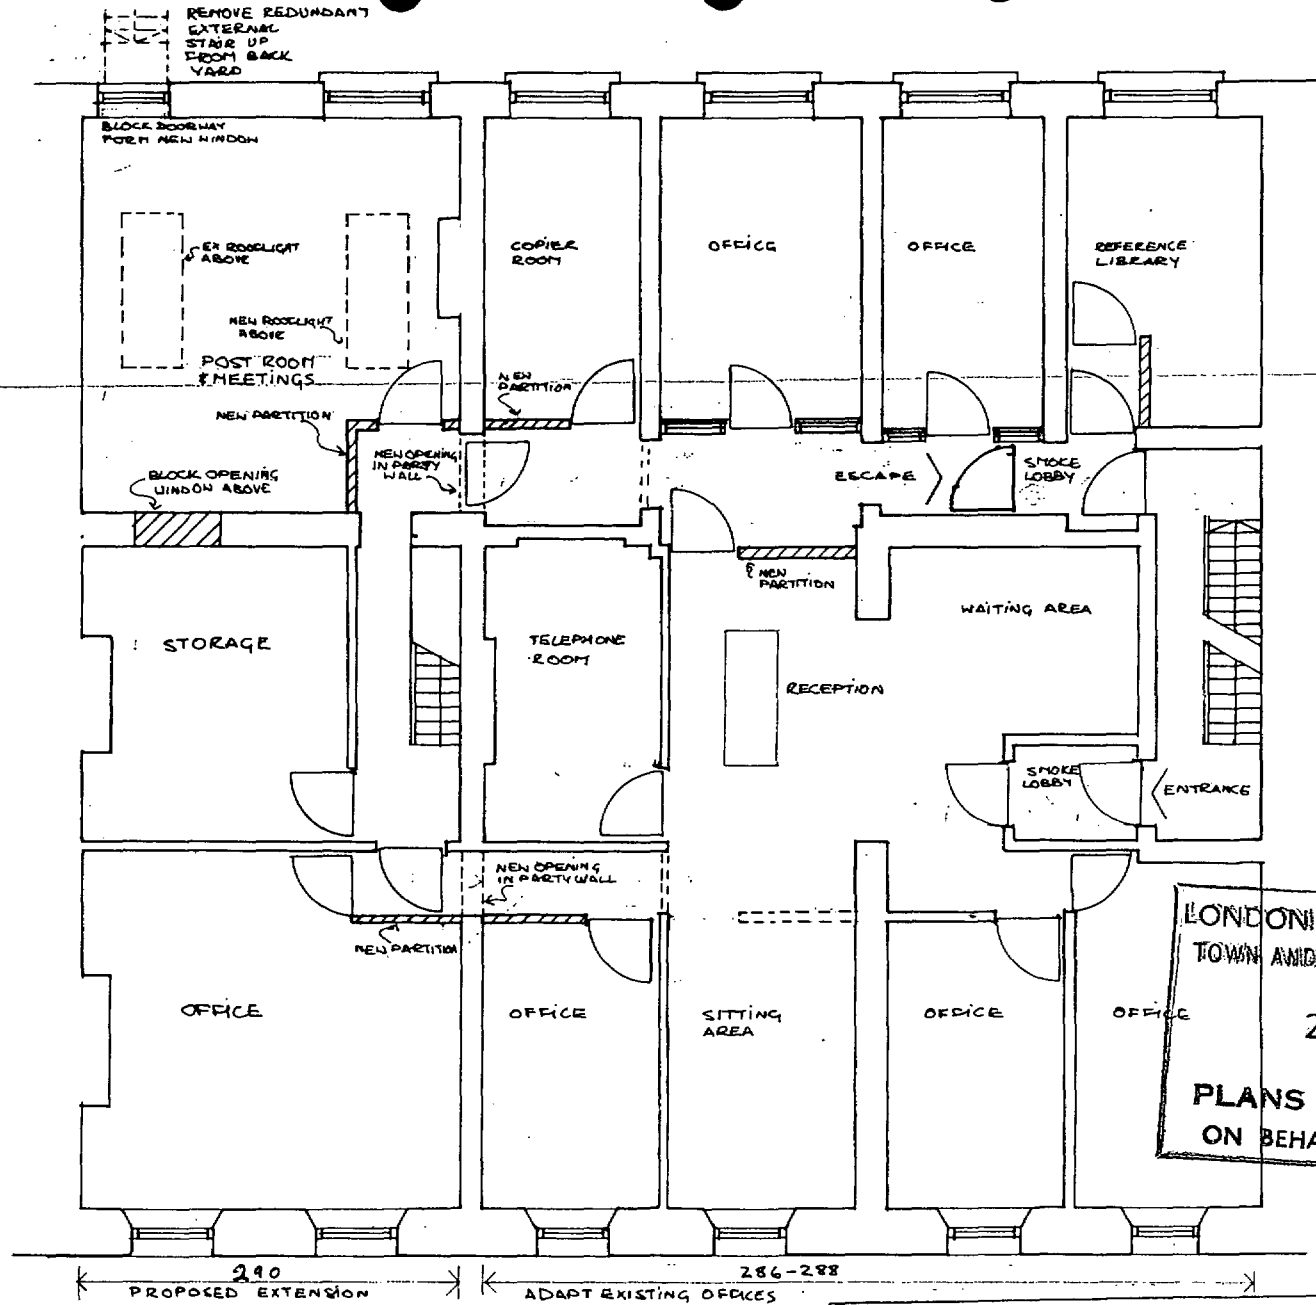 REMOVE REDUNDANT
EXTERNAL
STAIR UP
FROM BACK
YARD
BLOCK DOORWAY
FORM NEW WINDOW
EX ROOFLIGHT
ABOVE
NEW ROOFLIGHT
ABOVE
POST ROOM
& MEETINGS
NEW PARTITION
BLOCK OPENING
WINDOW ABOVE
COPIER
ROOM
NEW
PARTITION
NEW OPENING
IN PARTY
WALL
OFFICE
OFFICE
REFERENCE
LIBRARY
ESCAPE
SMOKE
LOBBY
NEW
PARTITION
WAITING AREA
STORAGE
TELEPHONE
ROOM
RECEPTION
SMOKE
LOBBY
ENTRANCE
NEW OPENING
IN PARTY WALL
NEW PARTITION
OFFICE
OFFICE
SITTING
AREA
OFFICE
OFFICE
LONDON
TOWN AND
2
PLANS
ON BEHA
290
PROPOSED EXTENSION
286-288
ADAPT EXISTING OFFICES